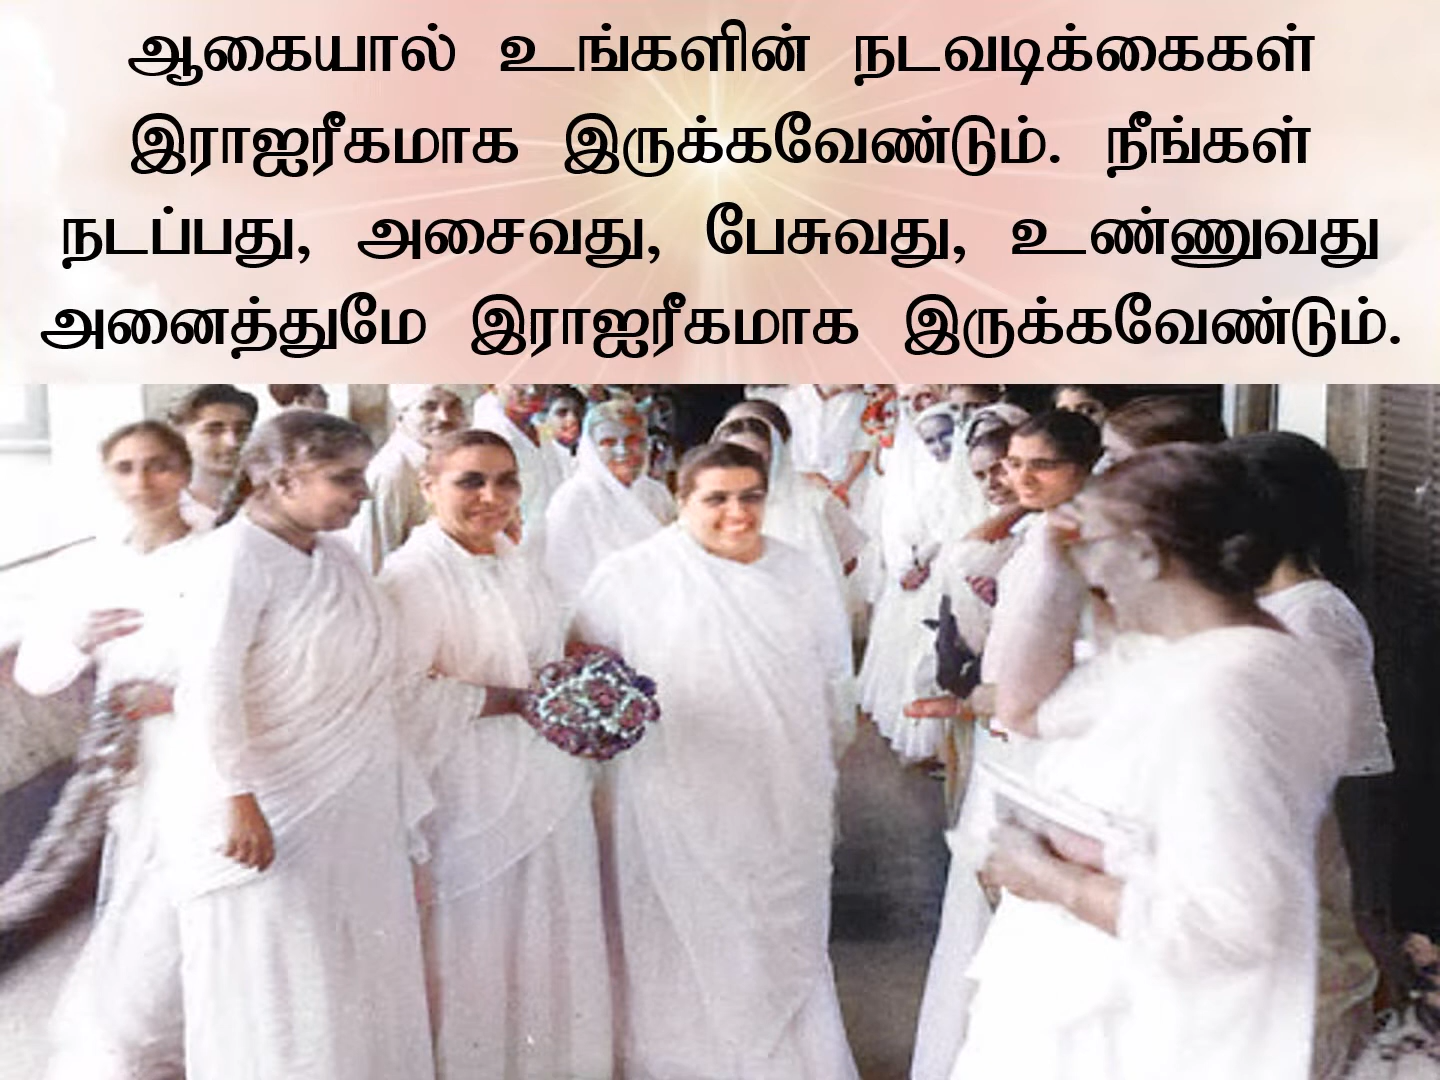 ஆகையால் உங்களின் நடவடிக்கைகள்
இராஜரீகமாக இருக்கவேண்டும். நீங்கள்
நடப்பது, அசைவது, பேசுவது, உண்ணுவது
அனைத்துமே இராஜரீகமாக இருக்கவேண்டும்.